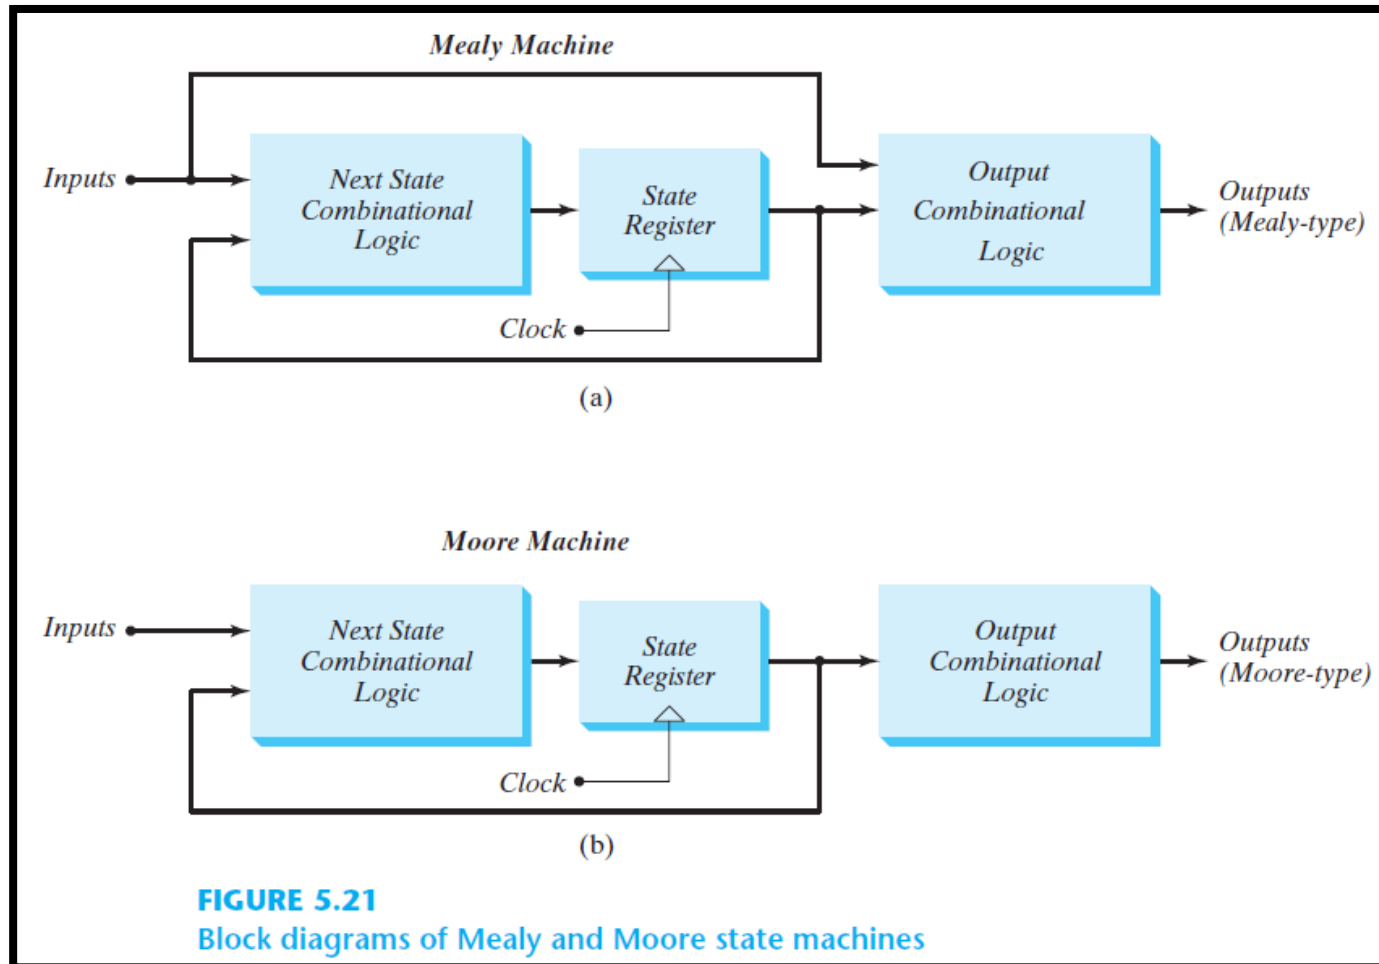 Mealy Machine
Inputs
Next State
Combinational
Logic
State
Register
Output
Combinational
Logic
Outputs
(Mealy-type)
Clock
(a)
Moore Machine
Inputs
Next State
Combinational
Logic
State
Register
Output
Combinational
Logic
Outputs
(Moore-type)
Clock
(b)
FIGURE 5.21
Block diagrams of Mealy and Moore state machines